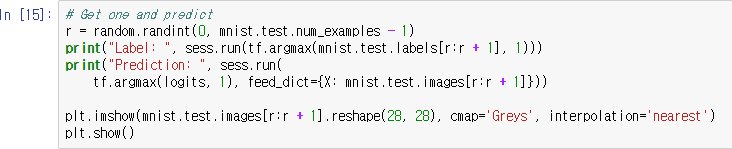 In [15]:
# Get one and predict
r = random.randint(0, mnist.test.num_examples - 1)
print("Label: ", sess.run(tf.argmax(mnist.test.labels[r:r + 1], 1)))
print("Prediction: ", sess.run(
    tf.argmax(logits, 1), feed_dict={X: mnist.test.images[r:r + 1]}))

plt.imshow(mnist.test.images[r:r + 1].reshape(28, 28), cmap='Greys', interpolation='nearest')
plt.show()